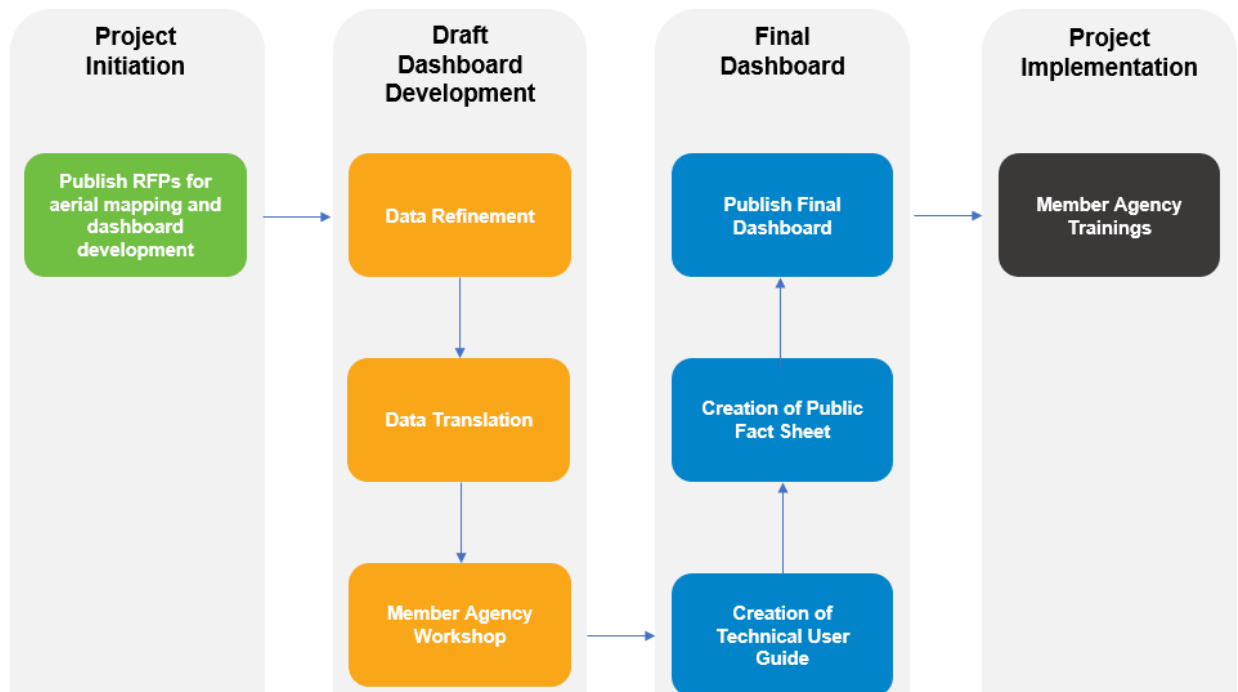 Project
Initiation
Publish RFPs for
aerial mapping and
dashboard
development
Draft
Dashboard
Development
Data Refinement
Data Translation
Member Agency
Workshop
Final
Dashboard
Publish Final
Dashboard
Creation of Public
Fact Sheet
Creation of
Technical User
Guide
Project
Implementation
Member Agency
Trainings